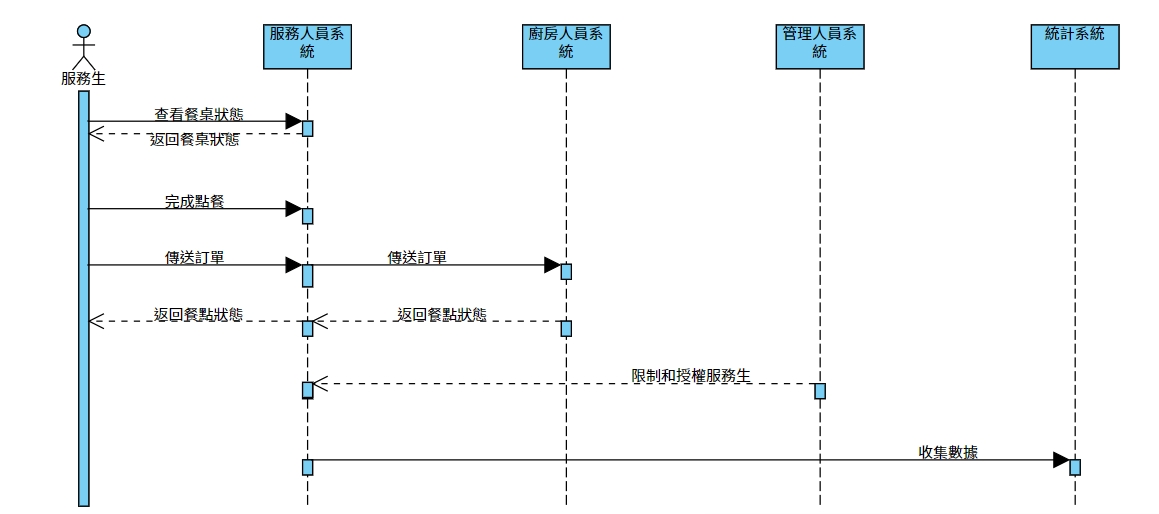 服務生
服務人員系
統
廚房人員系
統
管理人員系
統
統計系統
查看餐桌狀態
返回餐桌狀態
完成點餐
傳送訂單
傳送訂單
返回餐點狀態
返回餐點狀態
限制和授權服務生
收集數據